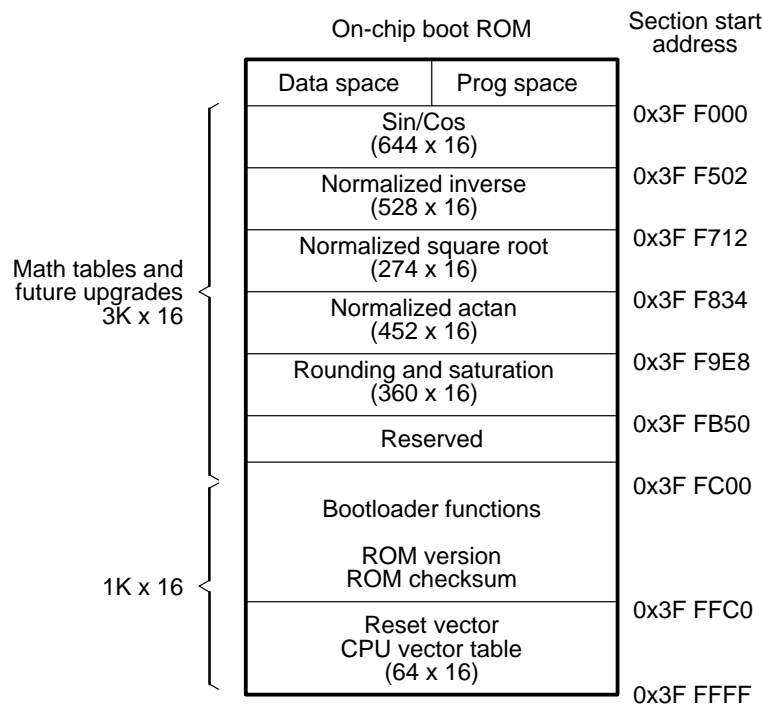 On-chip boot ROM
Section start
address
Data space
Prog space
0x3F F000
Sin/Cos
(644 x 16)
0x3F F502
Normalized inverse
(528 x 16)
0x3F F712
Normalized square root
(274 x 16)
Math tables and
future upgrades
3K x 16
0x3F F834
Normalized actan
(452 x 16)
0x3F F9E8
Rounding and saturation
(360 x 16)
0x3F FB50
Reserved
0x3F FC00
Bootloader functions
ROM version
ROM checksum
1K x 16
0x3F FFC0
Reset vector
CPU vector table
(64 x 16)
0x3F FFFF